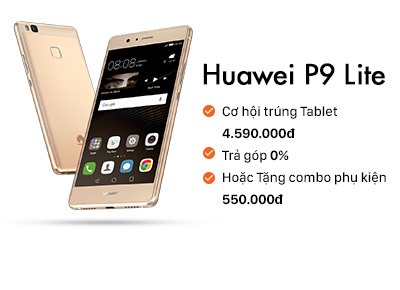 Huawei P9 Lite
Cơ hội trúng Tablet
4.590.000đ
Trả góp 0%
Hoặc Tặng combo phụ kiện
550.000đ